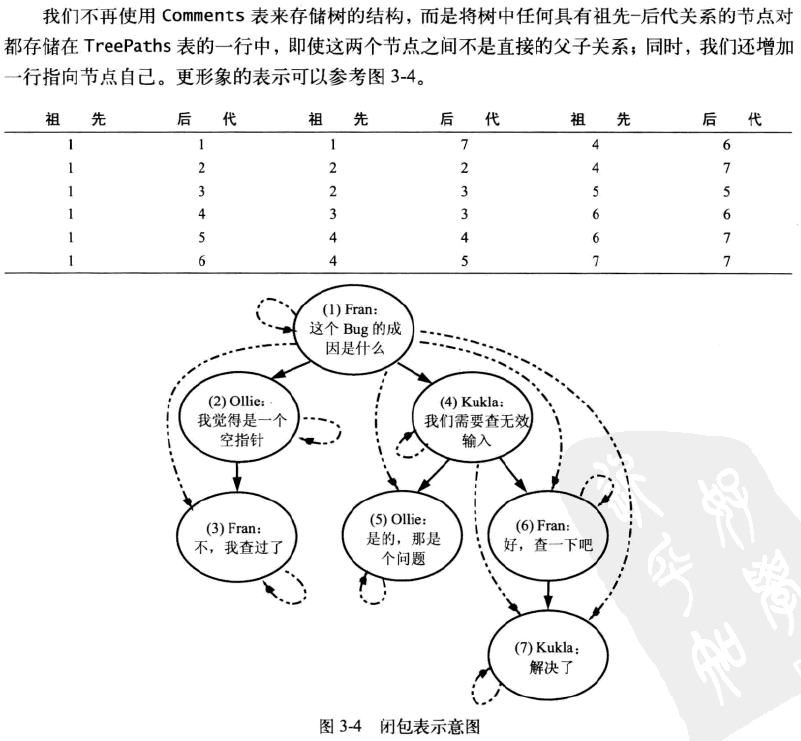 我们不再使用 Comments 表来存储树的结构，而是将树中任何具有祖先-后代关系的节点对
都存储在 TreePaths 表的一行中，即使这两个节点之间不是直接的父子关系；同时，我们还增加
一行指向节点自己。更形象的表示可以参考图 3-4。
祖 先 后 代 祖 先 后 代 祖 先 后 代
1 1 1 7 4 6
1 2 2 2 4 7
1 3 2 3 5 5
1 4 3 3 6 6
1 5 4 4 6 7
1 6 4 5 7 7
(1) Fran：
这个 Bug 的成
因是什么
(2) Ollie：
我觉得是一个
空指针
(4) Kukla：
我们需要查无效
输入
(3) Fran：
不，我查过了
(5) Ollie：
是的，那是
个问题
(6) Fran：
好，查一下吧
(7) Kukla：
解决了
图 3-4 闭包表示意图